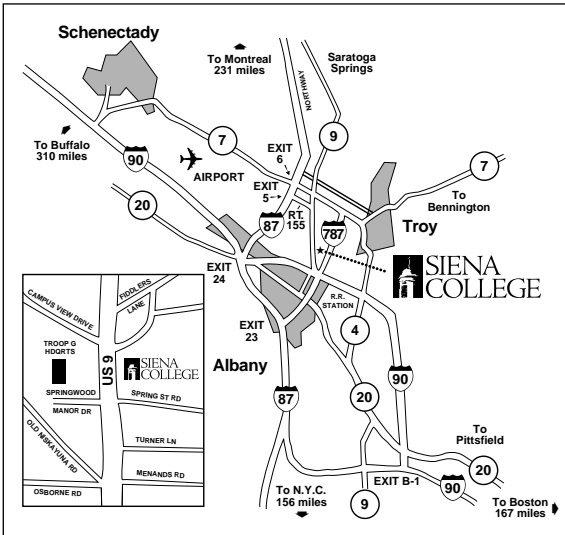 Schenectady
To Montreal
231 miles
Saratoga
Springs
NORTHWAY
9
7
EXIT
6
To Buffalo
310 miles
90
AIRPORT
7
To
Bennington
20
EXIT
5
RT.
155
87
787
Troy
EXIT
24
SIENA
COLLEGE
R.R.
STATION
4
EXIT
23
Albany
87
20
90
To
Pittsfield
20
EXIT B-1
90
To N.Y.C.
156 miles
9
To Boston
167 miles
FIDDLERS
LANE
CAMPUS VIEW DRIVE
TROOP G
HDQRTS
US 9
SIENA
COLLEGE
SPRINGWOOD
MANOR DR
SPRING ST RD
OLD NISKAYUNA RD
TURNER LN
MENANDS RD
OSBORNE RD